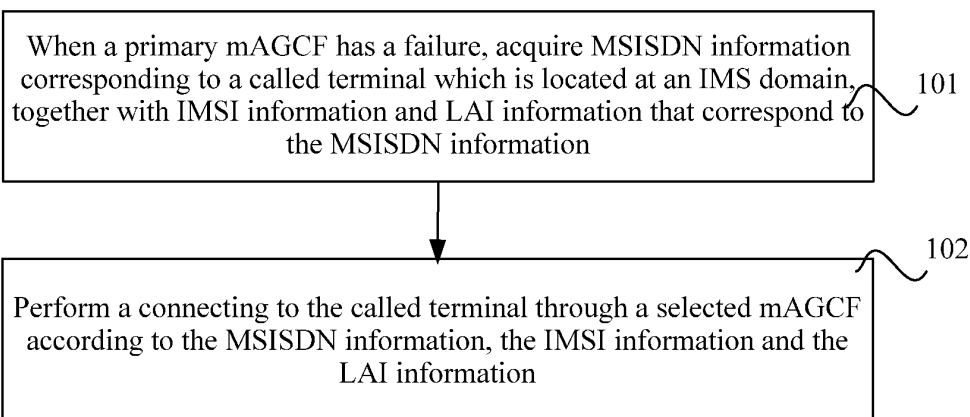 When a primary mAGCF has a failure, acquire MSISDN information
corresponding to a called terminal which is located at an IMS domain,
together with IMSI information and LAI information that correspond to
the MSISDN information
101
102
Perform a connecting to the called terminal through a selected mAGCF
according to the MSISDN information, the IMSI information and the
LAI information